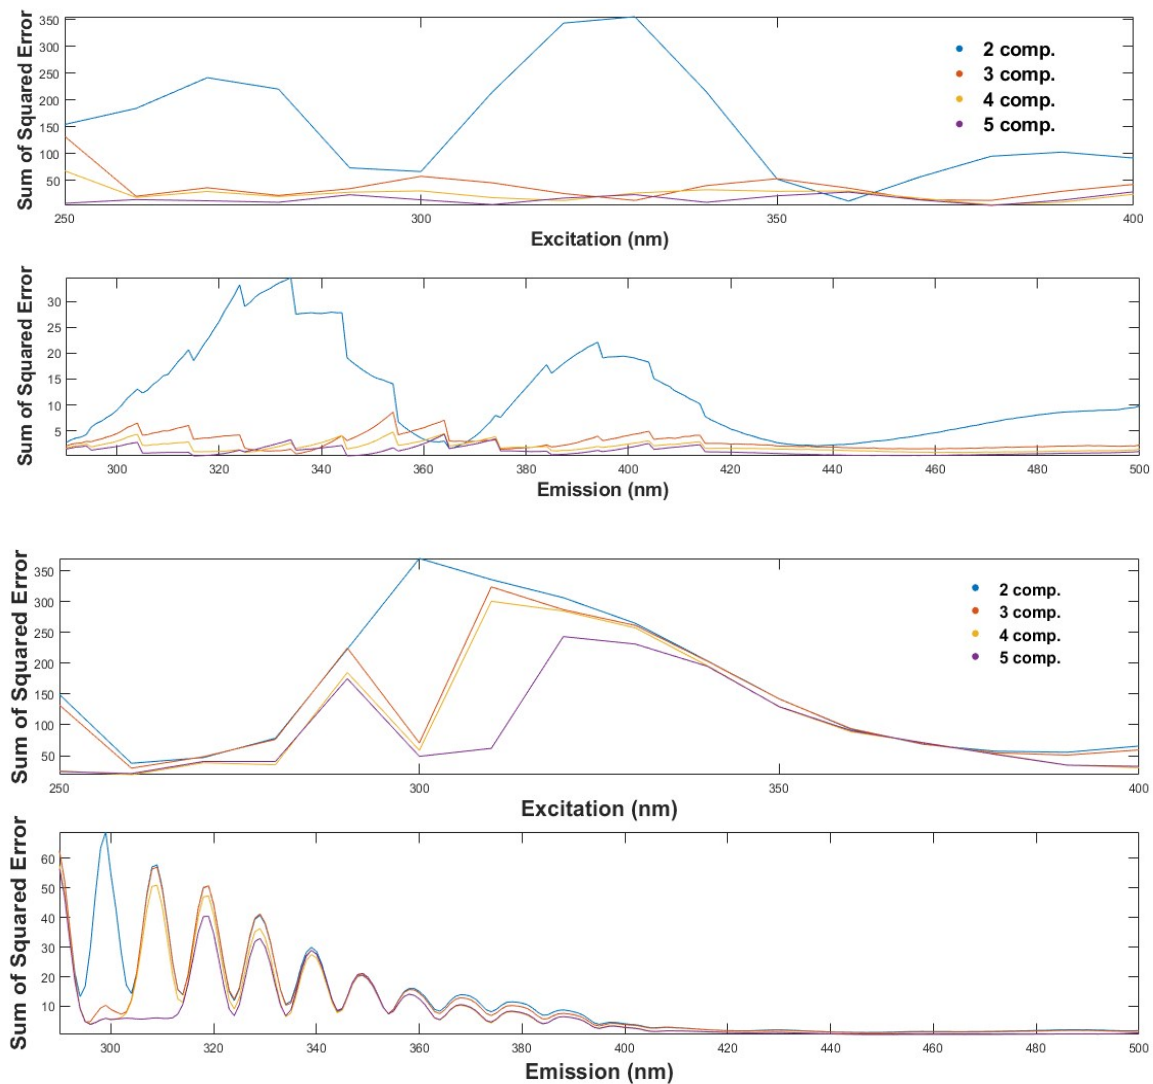 Sum of Squared Error
350
300
250
200
150
100
50
2 comp.
3 comp.
4 comp.
5 comp.
250 300 350 400
Excitation (nm)
Sum of Squared Error
30
25
20
15
10
5
300 320 340 360 380 400 420 440 460 480 500
Emission (nm)
Sum of Squared Error
350
300
250
200
150
100
50
2 comp.
3 comp.
4 comp.
5 comp.
250 300 350 400
Excitation (nm)
Sum of Squared Error
60
50
40
30
20
10
300 320 340 360 380 400 420 440 460 480 500
Emission (nm)